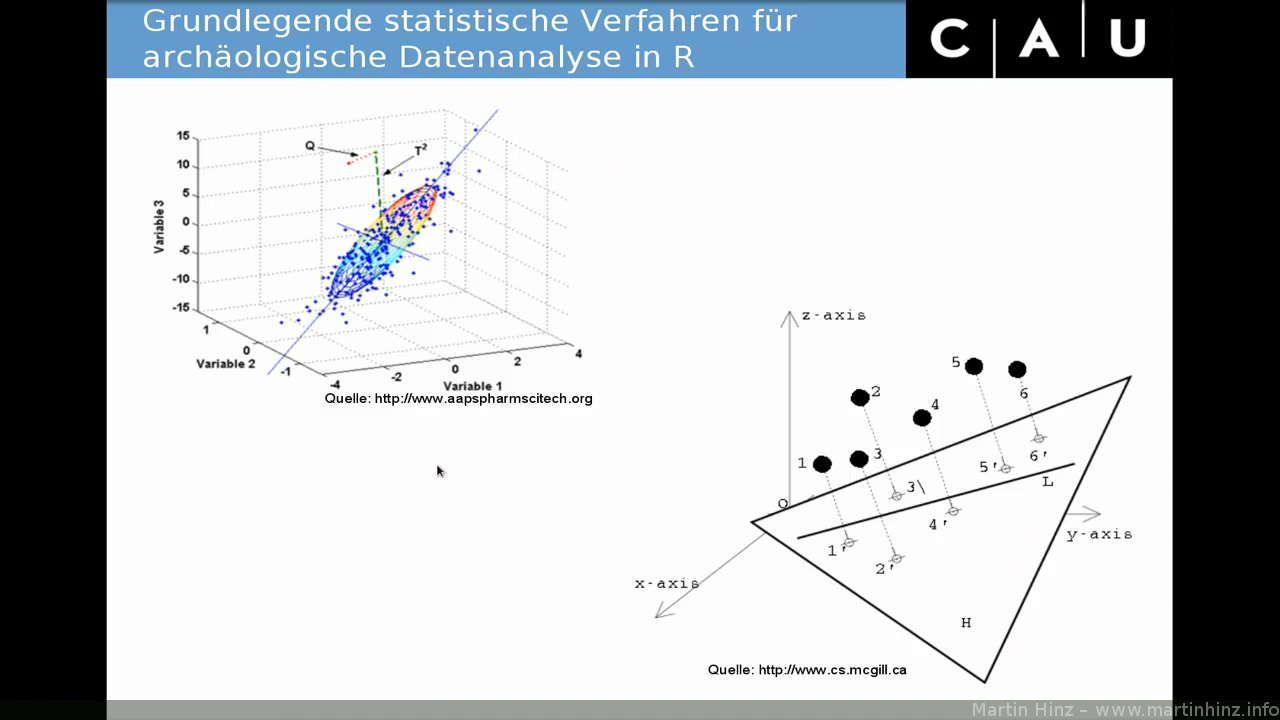 Grundlegende statistische Verfahren für
archäologische Datenanalyse in R
C A U
15
10
5
0
-5
-10
-15
Variable 3
Q
T²
1
0
-1
Variable 2
-4
-2
0
2
4
Variable 1
Quelle: http://www.aapspharmscitech.org
z-axis
5
6
2
4
1
3
O
3\
5'
6'
L
4'
1'
2'
y-axis
x-axis
H
Quelle: http://www.cs.mcgill.ca
Martin Hinz – www.martinhinz.info